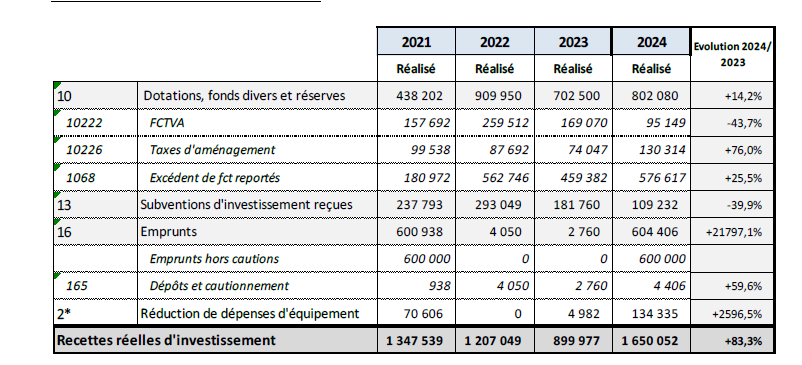 2021 2022 2023 2024 Evolution 2024/
2023
Réalisé Réalisé Réalisé Réalisé
10 Dotations, fonds divers et réserves 438 202 909 950 702 500 802 080 +14,2%
10222 FCTVA 157 692 259 512 169 070 95 149 -43,7%
10226 Taxes d'aménagement 99 538 87 692 74 047 130 314 +76,0%
1068 Excédent de fct reportés 180 972 562 746 459 382 576 617 +25,5%
13 Subventions d'investissement reçues 237 793 293 049 181 760 109 232 -39,9%
16 Emprunts 600 938 4 050 2 760 604 406 +21797,1%
Emprunts hors cautions 600 000 0 0 600 000
165 Dépôts et cautionnement 938 4 050 2 760 4 406 +59,6%
2* Réduction de dépenses d'équipement 70 606 0 4 982 134 335 +2596,5%
Recettes réelles d'investissement 1 347 539 1 207 049 899 977 1 650 052 +83,3%